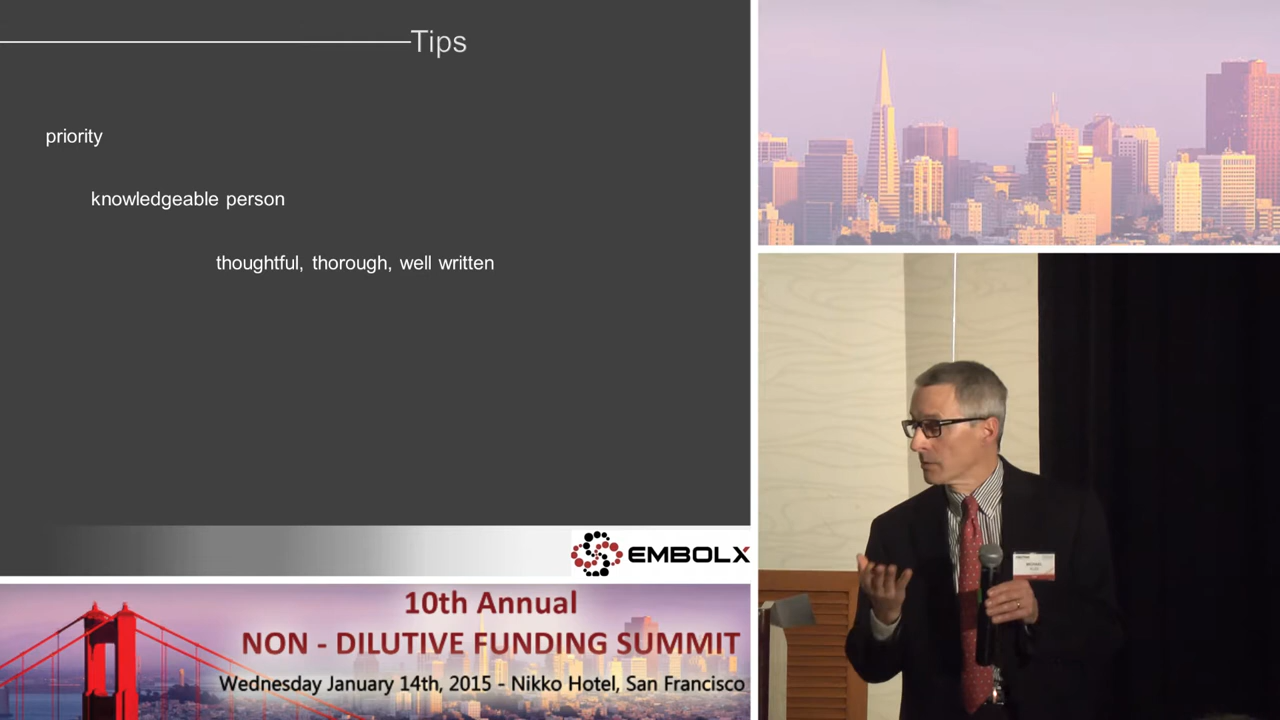 Tips
priority
knowledgeable person
thoughtful, thorough, well written
EMBOLX
10th Annual
NON - DILUTIVE FUNDING SUMMIT
Wednesday January 14th, 2015 - Nikko Hotel, San Francisco